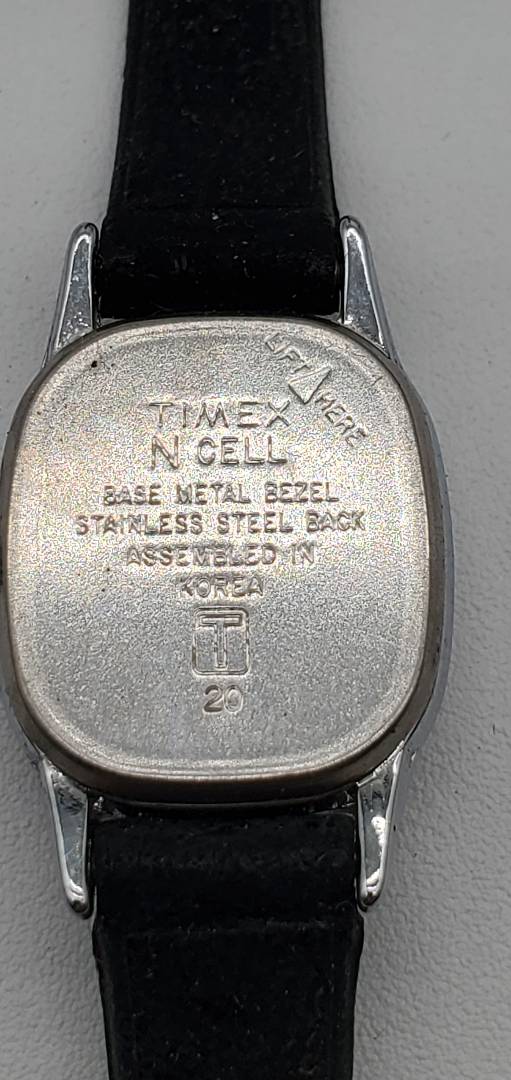 LIFT HERE
TIMEX
N CELL
BASE METAL BEZEL
STAINLESS STEEL BACK
ASSEMBLED IN
KOREA
T
20